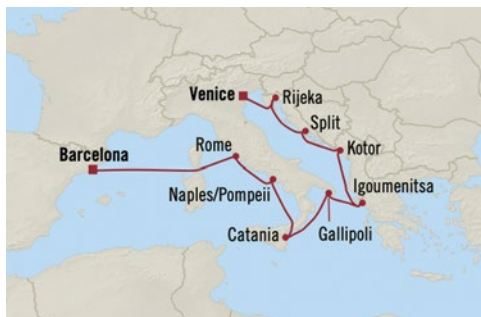 Venice
Rijeka
Split
Rome
Kotor
Barcelona
Igoumenitsa
Naples/Pompeii
Catania
Gallipoli